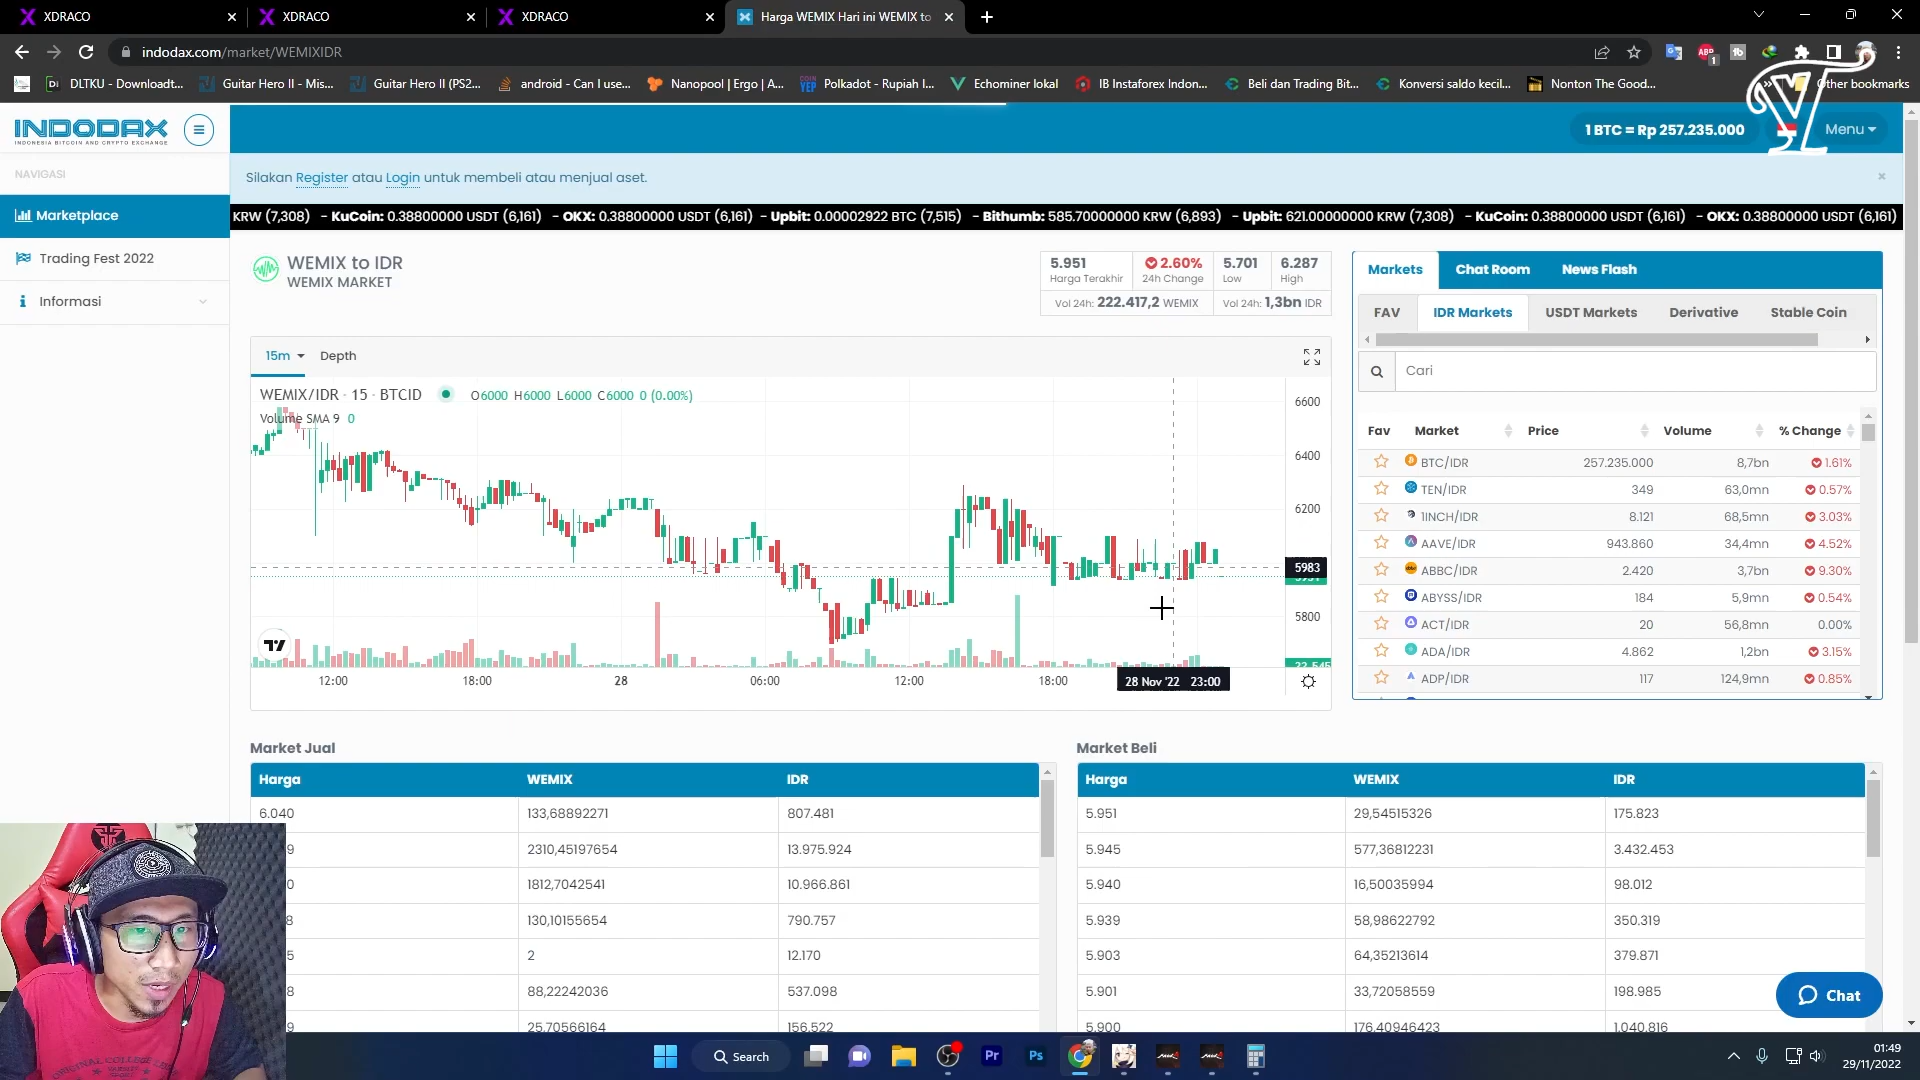 XDRACO
XDRACO
XDRACO
Harga WEMIX Hari ini WEMIX to
indodax.com/market/WEMIXIDR
DLTKU - Downloadt...
Guitar Hero II - Mis...
Guitar Hero II (PS2...
android - Can I use...
Nanopool | Ergo | A...
Polkadot - Rupiah I...
Echominer lokal
IB Instaforex Indon...
Beli dan Trading Bit...
Konversi saldo kecil...
Nonton The Good...
Other bookmarks
INDODAX
INDONESIA BITCOIN AND CRYPTO EXCHANGE
1 BTC = Rp 257.235.000
Menu
NAVIGASI
Marketplace
Trading Fest 2022
Informasi
Silakan Register atau Login untuk membeli atau menjual aset.
×
KRW (7,308) - KuCoin: 0.38800000 USDT (6,161) - OKX: 0.38800000 USDT (6,161) - Upbit: 0.00002922 BTC (7,515) - Bithumb: 585.70000000 KRW (6,893) - Upbit: 621.00000000 KRW (7,308) - KuCoin: 0.38800000 USDT (6,161) - OKX: 0.38800000 USDT (6,161)
WEMIX to IDR
WEMIX MARKET
5.951
Harga Terakhir
2.60%
24h Change
5.701
Low
6.287
High
Vol 24h: 222.417,2 WEMIX
Vol 24h: 1,3bn IDR
15m
Depth
WEMIX/IDR · 15 · BTCID
O6000 H6000 L6000 C6000 0 (0.00%)
Volume SMA 9 0
6600
6400
6200
5983
5800
12:00
18:00
28
06:00
12:00
18:00
28 Nov '22 23:00
Markets
Chat Room
News Flash
FAV
IDR Markets
USDT Markets
Derivative
Stable Coin
Cari
Fav Market Price Volume % Change
BTC/IDR 257.235.000 8,7bn 1.61%
TEN/IDR 349 63,0mn 0.57%
1INCH/IDR 8.121 68,5mn 3.03%
AAVE/IDR 943.860 34,4mn 4.52%
ABBC/IDR 2.420 3,7bn 9.30%
ABYSS/IDR 184 5,9mn 0.54%
ACT/IDR 20 56,8mn 0.00%
ADA/IDR 4.862 1,2bn 3.15%
ADP/IDR 117 124,9mn 0.85%
Market Jual
Harga WEMIX IDR
6.040 133,68892271 807.481
9 2310,45197654 13.975.924
0 1812,7042541 10.966.861
8 130,10155654 790.757
5 2 12.170
8 88,22242036 537.098
9 25,70566164 156.522
Market Beli
Harga WEMIX IDR
5.951 29,54515326 175.823
5.945 577,36812231 3.432.453
5.940 16,50035994 98.012
5.939 58,98622792 350.319
5.903 64,35213614 379.871
5.901 33,72058559 198.985
5.900 176,40946423 1.040.816
Chat
Search
Pr
Ps
01:49
29/11/2022